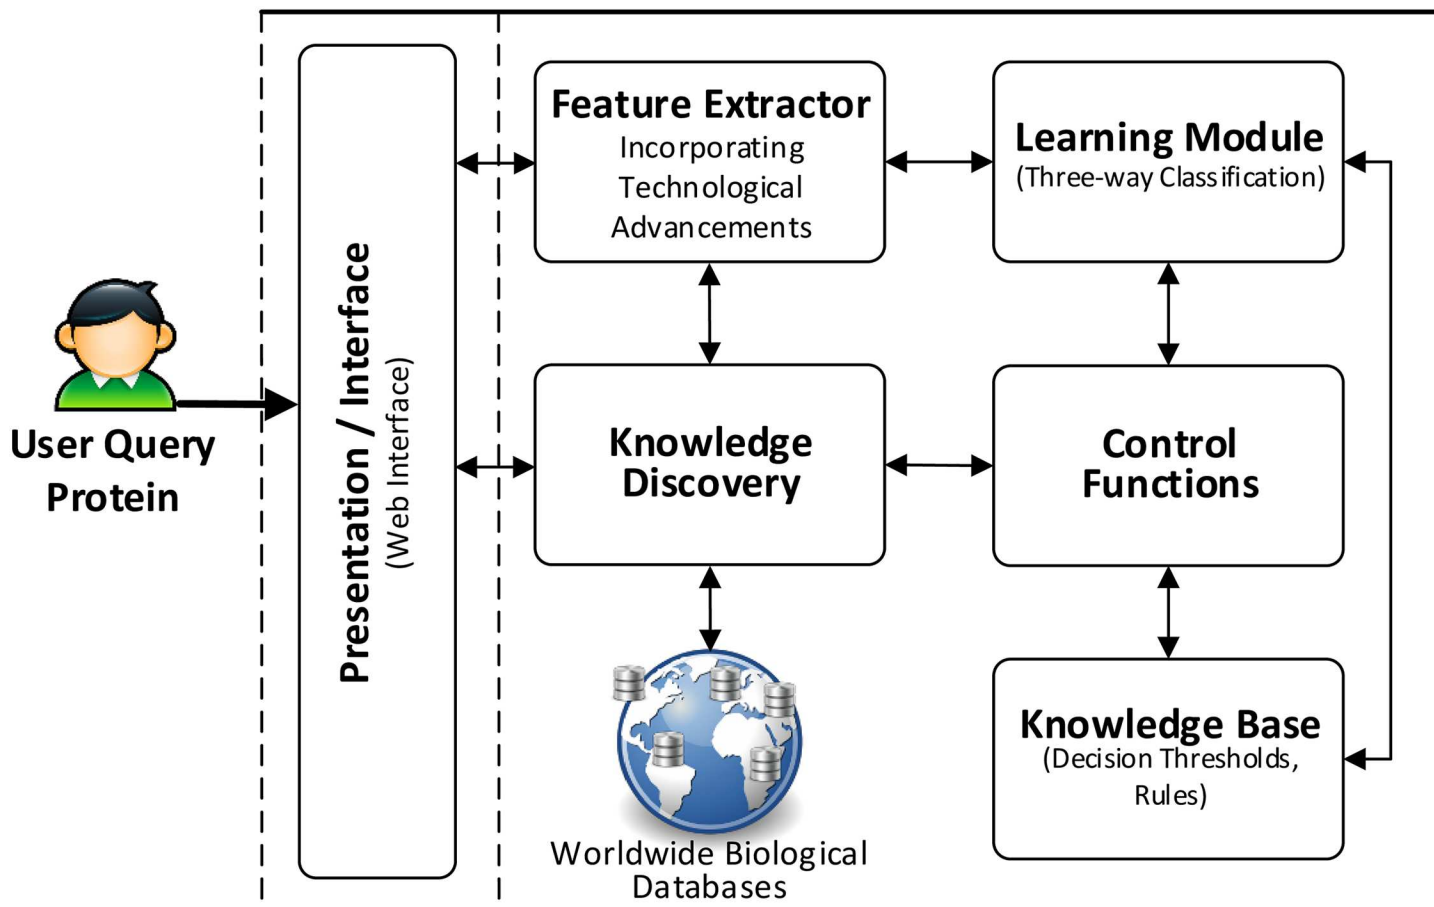 User Query
Protein
Presentation / Interface
(Web Interface)
Feature Extractor
Incorporating
Technological
Advancements
Learning Module
(Three-way Classification)
Knowledge
Discovery
Control
Functions
Worldwide Biological
Databases
Knowledge Base
(Decision Thresholds,
Rules)